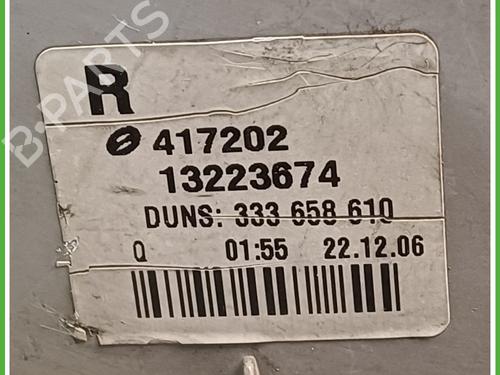 R
417202
13223674
DUNS: 333 658 610
Q 01:55 22.12.06
B-PARTS